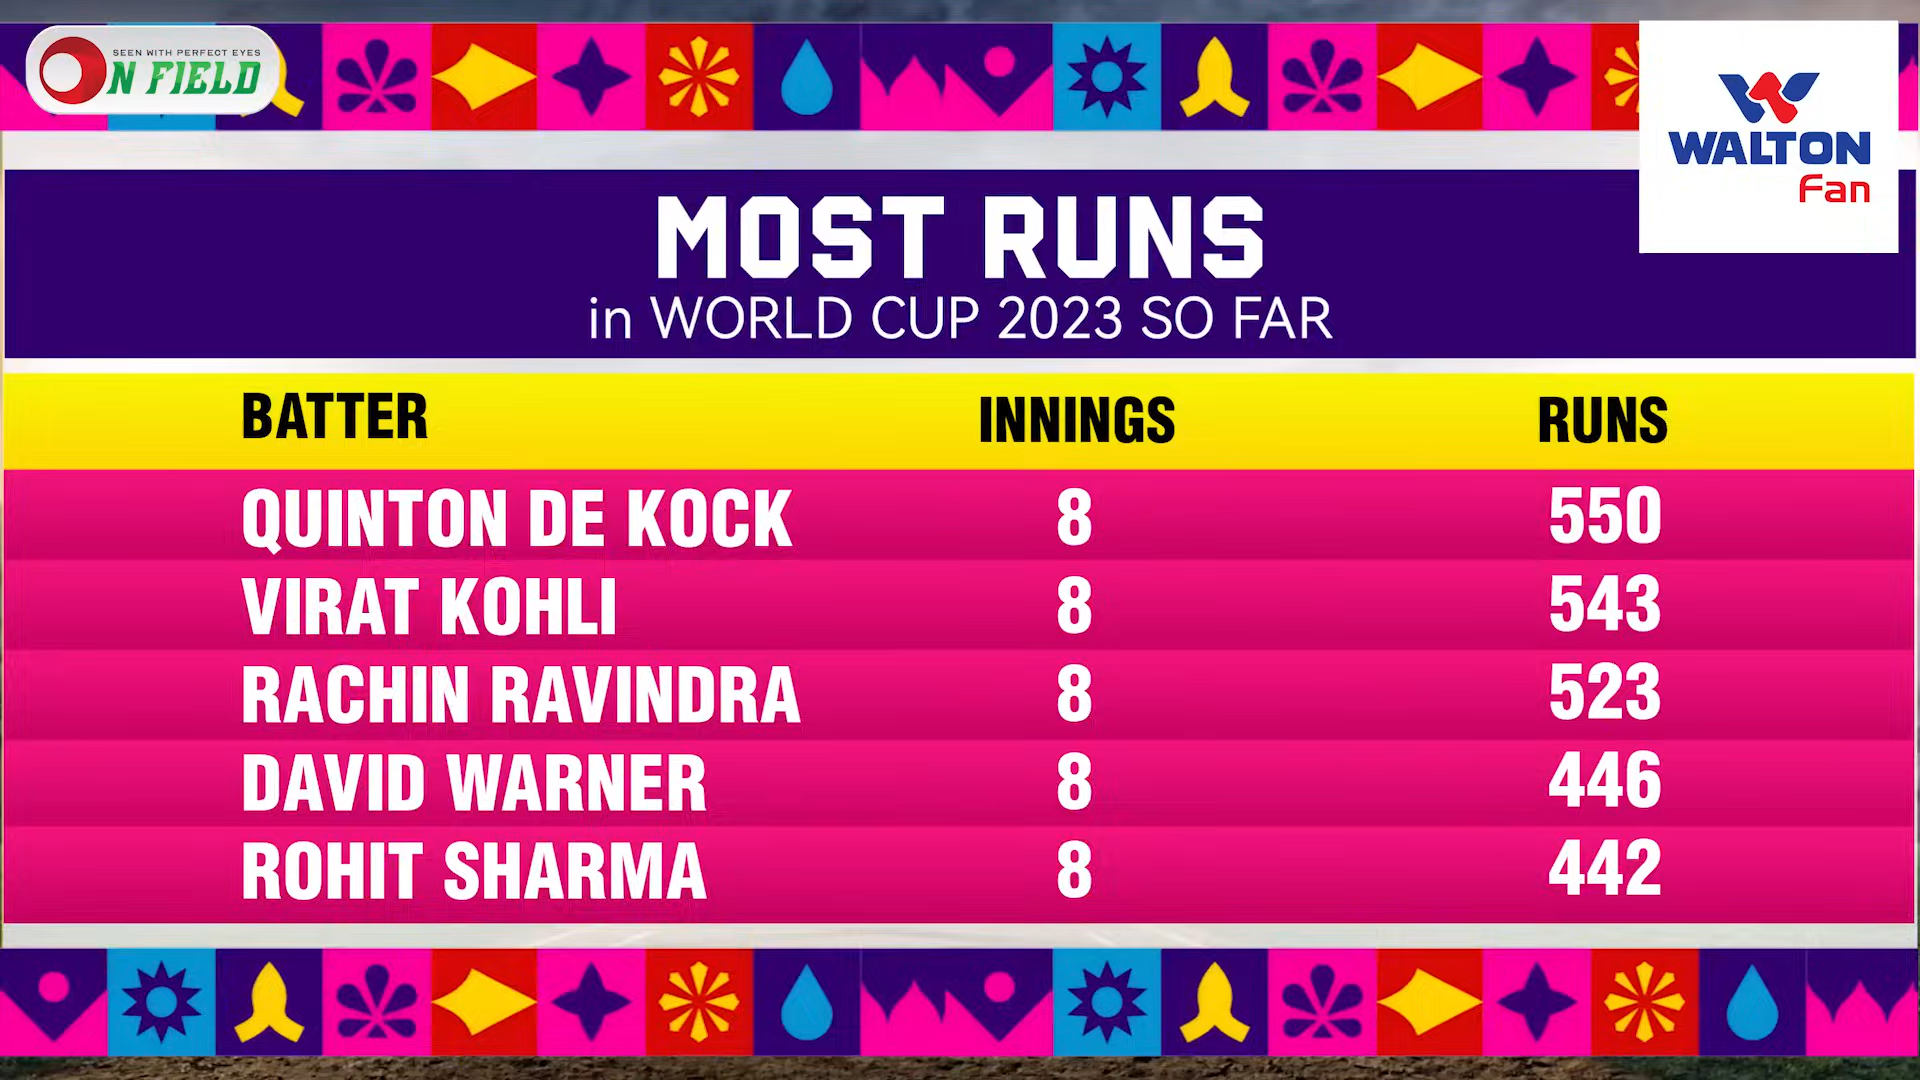 SEEN WITH PERFECT EYES
ON FIELD
WALTON
Fan
MOST RUNS
in WORLD CUP 2023 SO FAR
BATTER INNINGS RUNS
QUINTON DE KOCK 8 550
VIRAT KOHLI 8 543
RACHIN RAVINDRA 8 523
DAVID WARNER 8 446
ROHIT SHARMA 8 442